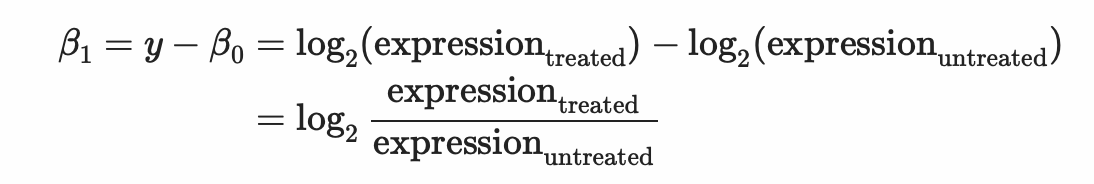 β₁ = y − β₀ = log₂(expression_treated) − log₂(expression_untreated)
= log₂ expression_treated / expression_untreated